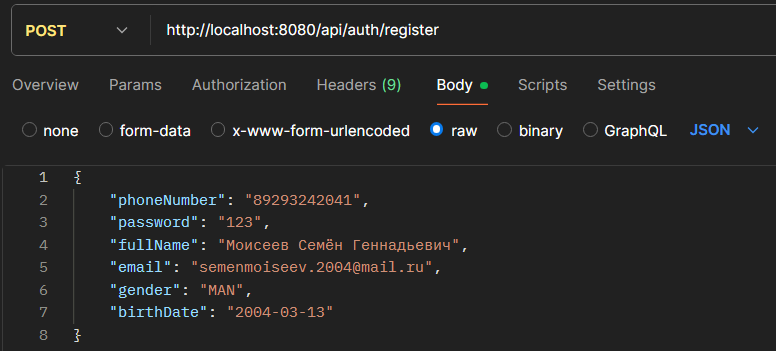 POST http://localhost:8080/api/auth/register
Overview Params Authorization Headers (9) Body Scripts Settings
none form-data x-www-form-urlencoded raw binary GraphQL JSON
1 {
2 "phoneNumber": "89293242041",
3 "password": "123",
4 "fullName": "Моисеев Семён Геннадьевич",
5 "email": "semenmoiseev.2004@mail.ru",
6 "gender": "MAN",
7 "birthDate": "2004-03-13"
8 }